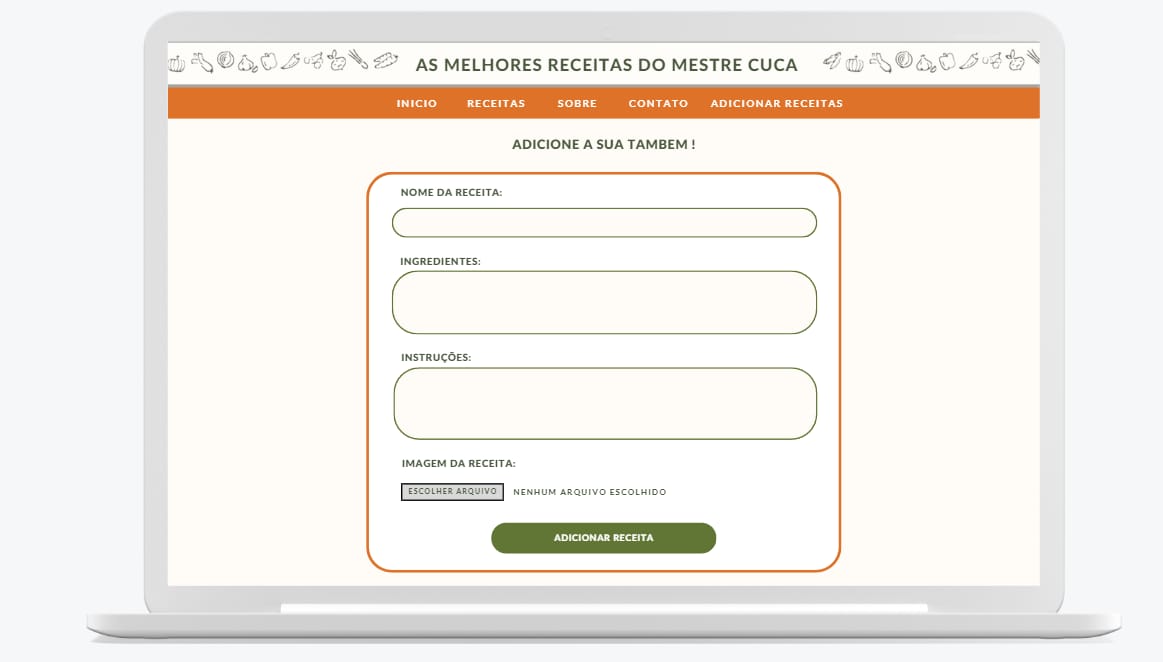 AS MELHORES RECEITAS DO MESTRE CUCA
INICIO RECEITAS SOBRE CONTATO ADICIONAR RECEITAS
ADICIONE A SUA TAMBEM !
NOME DA RECEITA:
INGREDIENTES:
INSTRUÇÕES:
IMAGEM DA RECEITA:
ESCOLHER ARQUIVO NENHUM ARQUIVO ESCOLHIDO
ADICIONAR RECEITA